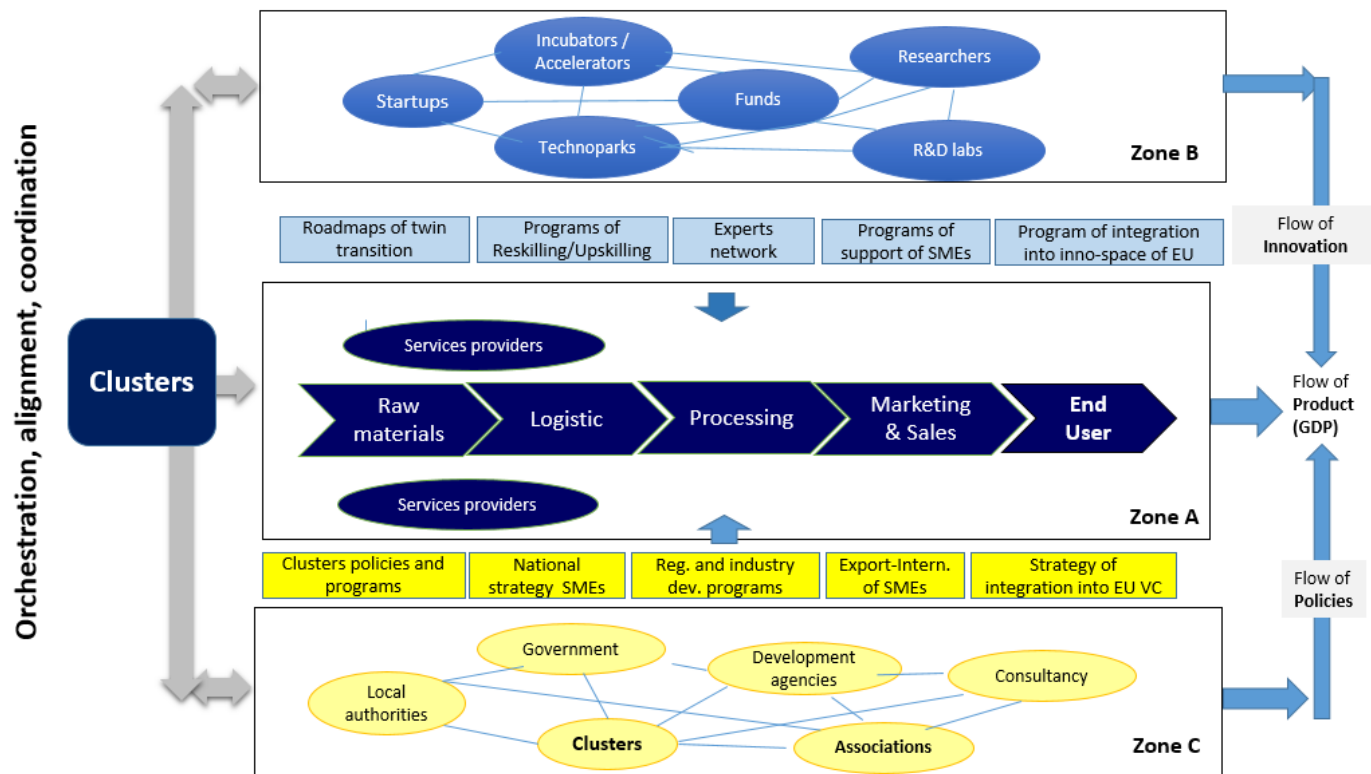 Orchestration, alignment, coordination
Clusters
Incubators /
Accelerators
Researchers
Startups
Funds
Technoparks
R&D labs
Zone B
Roadmaps of twin
transition
Programs of
Reskilling/Upskilling
Experts
network
Programs of
support of SMEs
Program of integration
into inno-space of EU
Flow of
Innovation
Services providers
Raw
materials
Logistic
Processing
Marketing
& Sales
End
User
Services providers
Zone A
Flow of
Product
(GDP)
Clusters policies and
programs
National
strategy SMEs
Reg. and industry
dev. programs
Export-Intern.
of SMEs
Strategy of
integration into EU VC
Flow of
Policies
Government
Development
agencies
Consultancy
Local
authorities
Clusters
Associations
Zone C